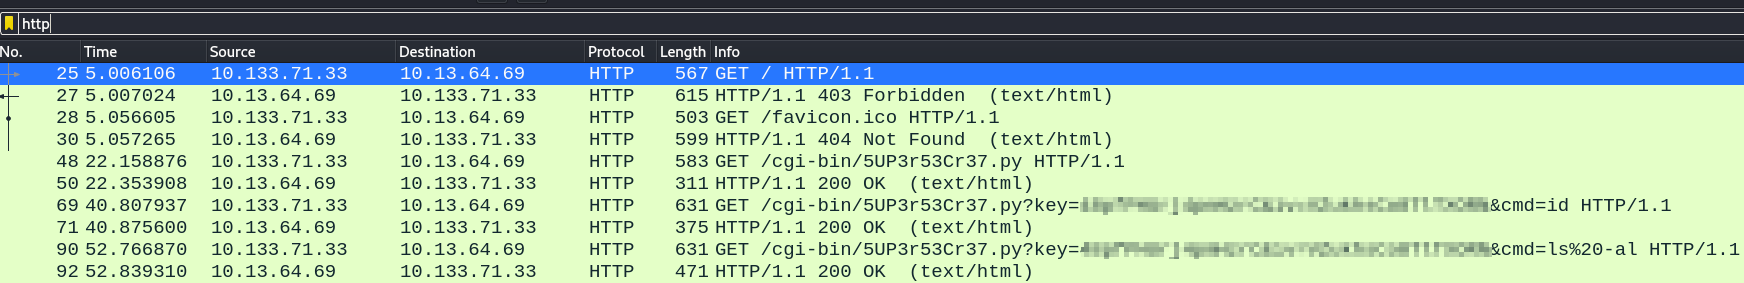 http
No. Time Source Destination Protocol Length Info
25 5.006106 10.133.71.33 10.13.64.69 HTTP 567 GET / HTTP/1.1
27 5.007024 10.13.64.69 10.133.71.33 HTTP 615 HTTP/1.1 403 Forbidden (text/html)
28 5.056605 10.133.71.33 10.13.64.69 HTTP 503 GET /favicon.ico HTTP/1.1
30 5.057265 10.13.64.69 10.133.71.33 HTTP 599 HTTP/1.1 404 Not Found (text/html)
48 22.158876 10.133.71.33 10.13.64.69 HTTP 583 GET /cgi-bin/5UP3r53Cr37.py HTTP/1.1
50 22.353908 10.13.64.69 10.133.71.33 HTTP 311 HTTP/1.1 200 OK (text/html)
69 40.807937 10.133.71.33 10.13.64.69 HTTP 631 GET /cgi-bin/5UP3r53Cr37.py?key= &cmd=id HTTP/1.1
71 40.875600 10.13.64.69 10.133.71.33 HTTP 375 HTTP/1.1 200 OK (text/html)
90 52.766870 10.133.71.33 10.13.64.69 HTTP 631 GET /cgi-bin/5UP3r53Cr37.py?key= &cmd=ls%20-al HTTP/1.1
92 52.839310 10.13.64.69 10.133.71.33 HTTP 471 HTTP/1.1 200 OK (text/html)